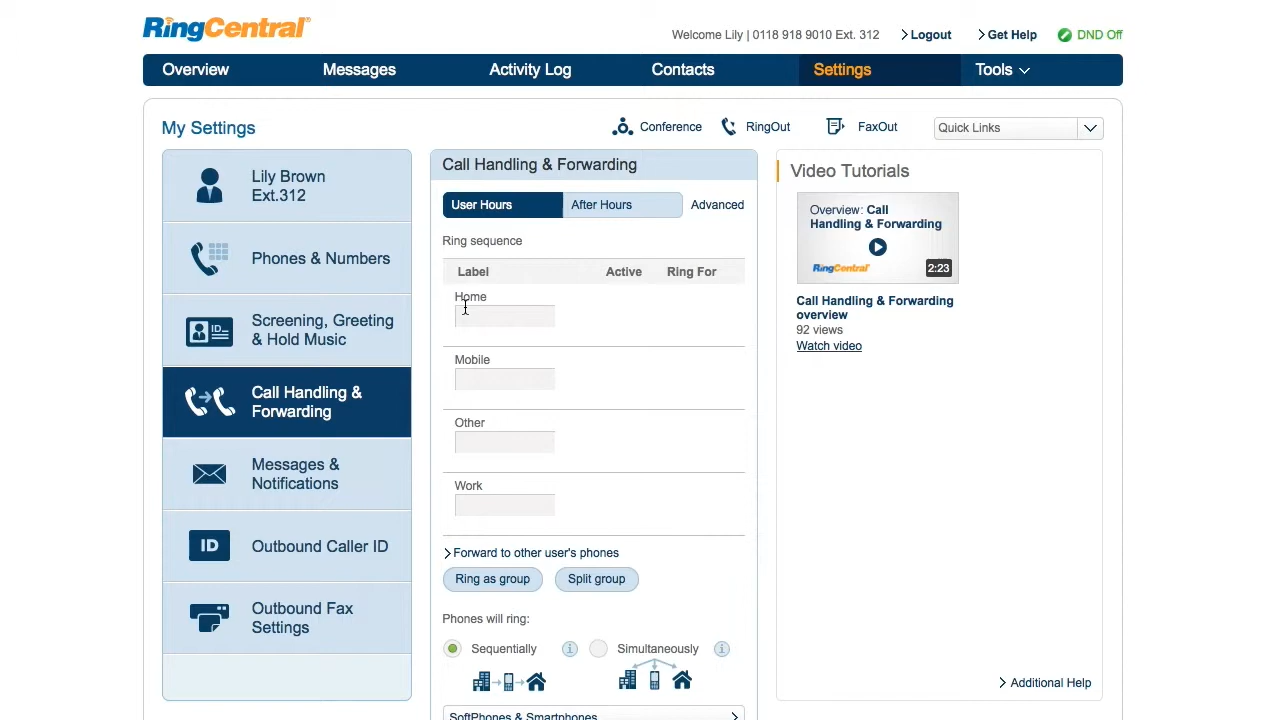 RingCentral
Welcome Lily | 0118 918 9010 Ext. 312
Logout
Get Help
DND Off
Overview
Messages
Activity Log
Contacts
Settings
Tools
My Settings
Conference
RingOut
FaxOut
Quick Links
Lily Brown
Ext.312
Phones & Numbers
ID
Screening, Greeting
& Hold Music
Call Handling &
Forwarding
Messages &
Notifications
ID
Outbound Caller ID
Outbound Fax
Settings
Call Handling & Forwarding
User Hours
After Hours
Advanced
Ring sequence
Label
Active
Ring For
Home
Mobile
Other
Work
Forward to other user's phones
Ring as group
Split group
Phones will ring:
Sequentially
i
Simultaneously
i
SoftPhones & Smartphones
Video Tutorials
Overview: Call
Handling & Forwarding
RingCentral
2:23
Call Handling & Forwarding
overview
92 views
Watch video
Additional Help